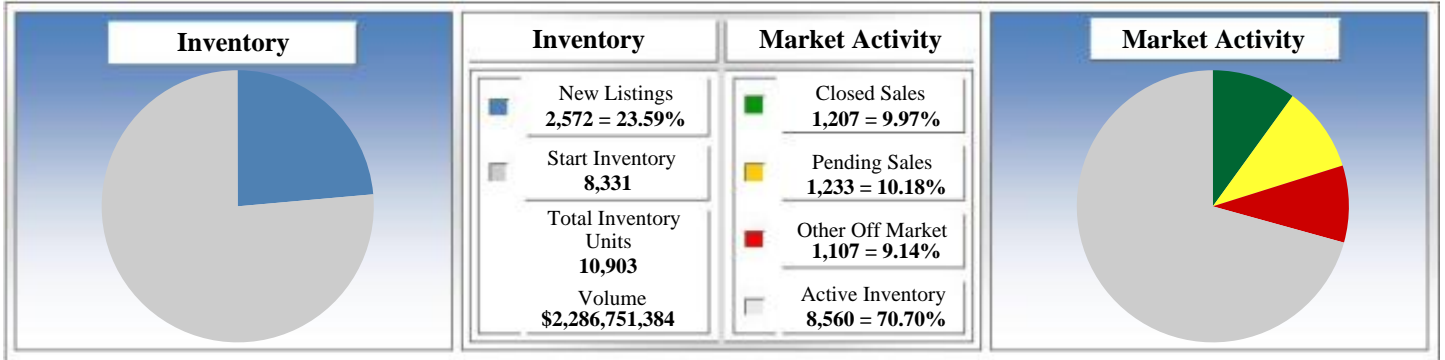 Inventory
Inventory
New Listings
2,572 = 23.59%
Start Inventory
8,331
Total Inventory
Units
10,903
Volume
$2,286,751,384
Market Activity
Closed Sales
1,207 = 9.97%
Pending Sales
1,233 = 10.18%
Other Off Market
1,107 = 9.14%
Active Inventory
8,560 = 70.70%
Market Activity